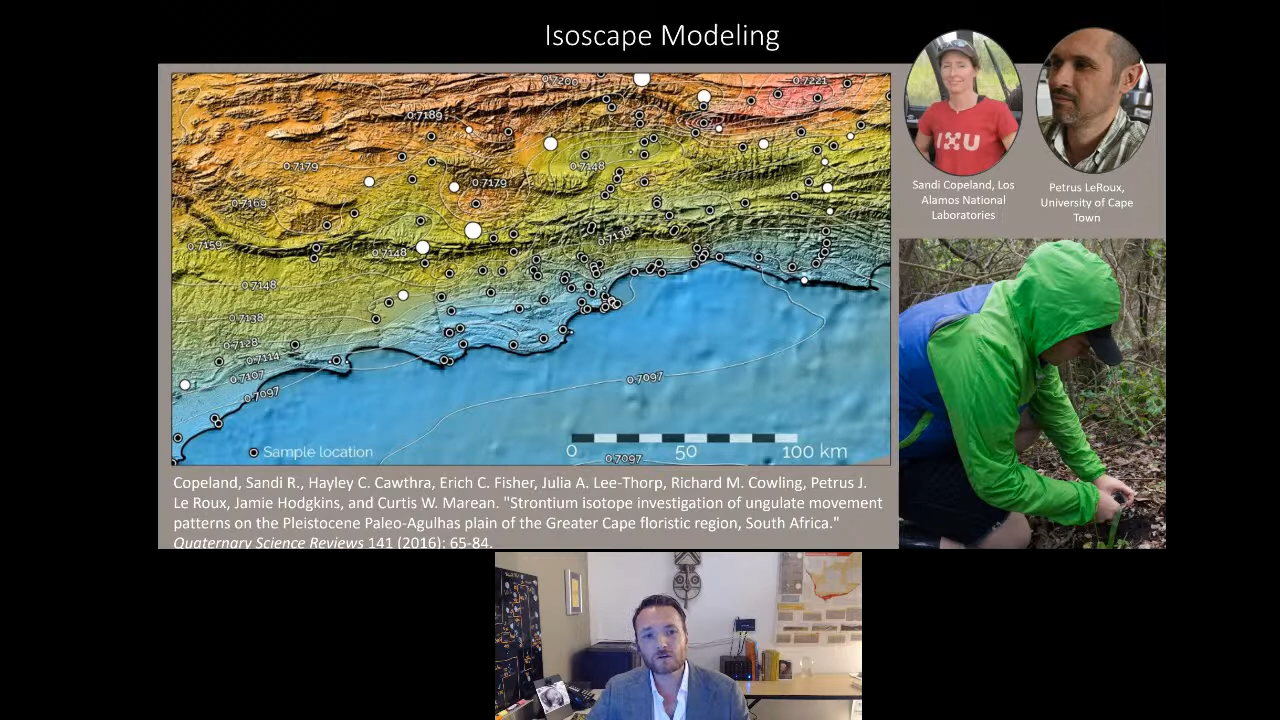 Isoscape Modeling
0.7200
0.7221
0.7189
0.7179
0.7148
0.7179
0.7169
0.7138
0.7159
0.7148
0.7148
0.7138
0.7128
0.7114
0.7107
0.7097
0.7097
Sample location
0 50 100 km
0.7097
IXU
Sandi Copeland, Los
Alamos National
Laboratories
Petrus LeRoux,
University of Cape
Town
Copeland, Sandi R., Hayley C. Cawthra, Erich C. Fisher, Julia A. Lee-Thorp, Richard M. Cowling, Petrus J.
Le Roux, Jamie Hodgkins, and Curtis W. Marean. "Strontium isotope investigation of ungulate movement
patterns on the Pleistocene Paleo-Agulhas plain of the Greater Cape floristic region, South Africa."
Quaternary Science Reviews 141 (2016): 65-84.